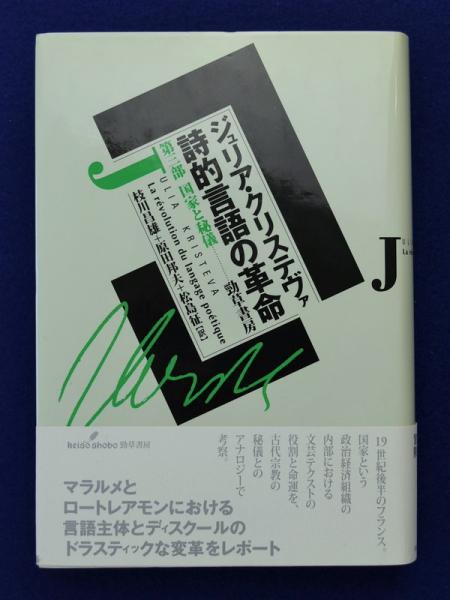 ジュリア・クリステヴァ
詩的言語の革命
勁草書房
第三部 国家と秘儀
JULIA KRISTEVA
La révolution du langage poétique
枝川昌雄+原田邦夫+松島征[訳]
J
keiso shobo 勁草書房
19世紀後半のフランス。
国家という
政治経済組織の
内部における
文芸テクストの
役割と命運を、
古代宗教の
秘儀との
アナロジーで
考察。
マラルメと
ロートレアモンにおける
言語主体とディスクールの
ドラスティックな変革をレポート